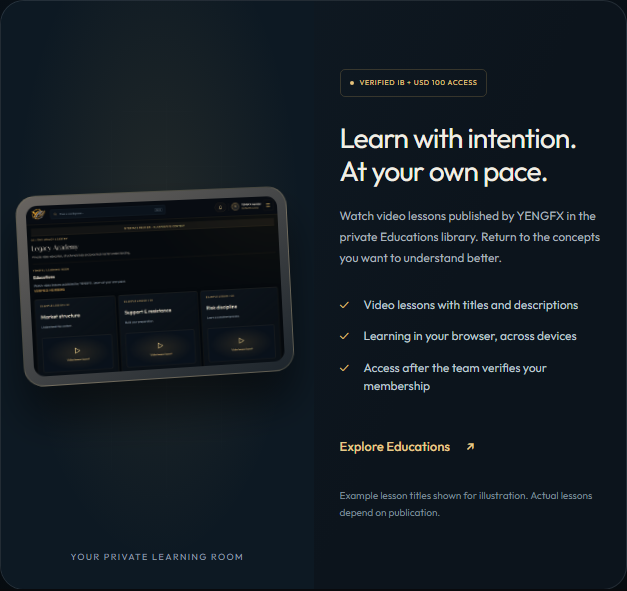 VERIFIED IB + USD 100 ACCESS
Learn with intention.
At your own pace.
Watch video lessons published by YENGFX in the
private Educations library. Return to the concepts
you want to understand better.
Video lessons with titles and descriptions
Learning in your browser, across devices
Access after the team verifies your
membership
Explore Educations
Example lesson titles shown for illustration. Actual lessons
depend on publication.
Legacy Academy
Educations
Market structure
Support & resistance
Risk discipline
YOUR PRIVATE LEARNING ROOM